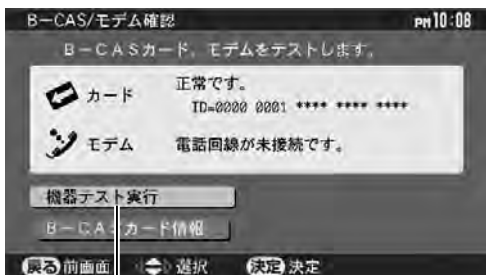 B－CAS/モデム確認 PM10:08
B－CASカード、モデムをテストします。
カード 正常です。
ID=0000 0001 **** **** ****
モデム 電話回線が未接続です。
機器テスト実行
B－CASカード情報
戻る 前画面 選択 決定 決定